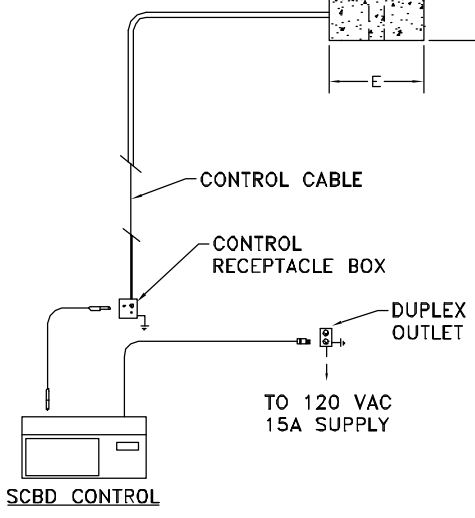 E
CONTROL CABLE
CONTROL
RECEPTACLE BOX
DUPLEX
OUTLET
TO 120 VAC
15A SUPPLY
SCBD CONTROL